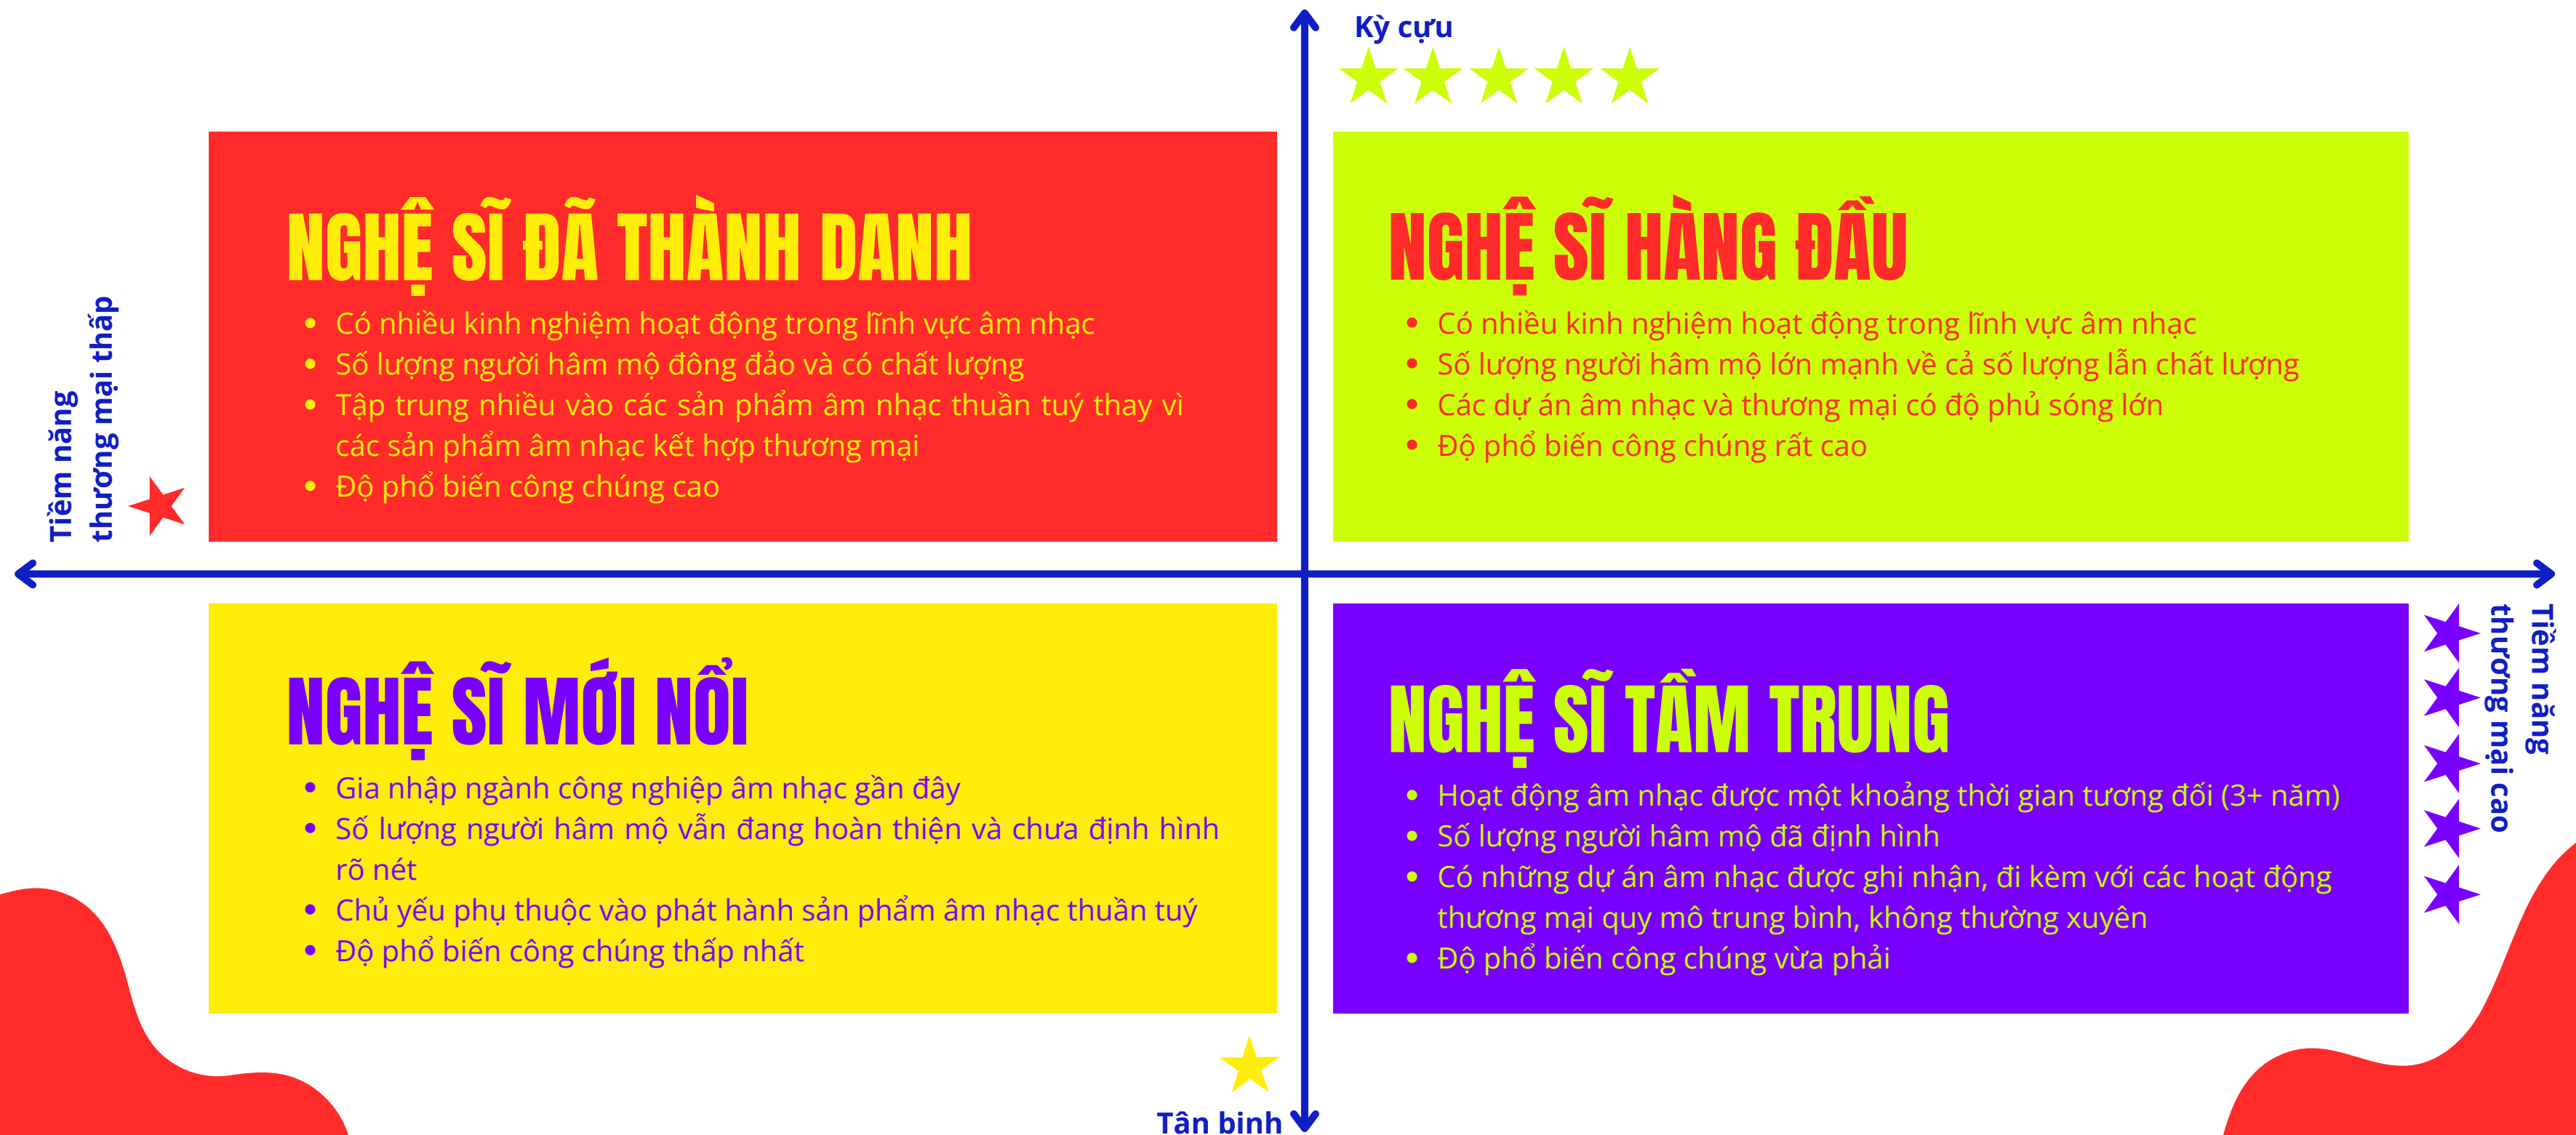 Kỳ cựu
Tiềm năng
thương mại thấp
NGHỆ SĨ ĐÃ THÀNH DANH
• Có nhiều kinh nghiệm hoạt động trong lĩnh vực âm nhạc
• Số lượng người hâm mộ đông đảo và có chất lượng
• Tập trung nhiều vào các sản phẩm âm nhạc thuần tuý thay vì
các sản phẩm âm nhạc kết hợp thương mại
• Độ phổ biến công chúng cao
NGHỆ SĨ HÀNG ĐẦU
• Có nhiều kinh nghiệm hoạt động trong lĩnh vực âm nhạc
• Số lượng người hâm mộ lớn mạnh về cả số lượng lẫn chất lượng
• Các dự án âm nhạc và thương mại có độ phủ sóng lớn
• Độ phổ biến công chúng rất cao
NGHỆ SĨ MỚI NỔI
• Gia nhập ngành công nghiệp âm nhạc gần đây
• Số lượng người hâm mộ vẫn đang hoàn thiện và chưa định hình
rõ nét
• Chủ yếu phụ thuộc vào phát hành sản phẩm âm nhạc thuần tuý
• Độ phổ biến công chúng thấp nhất
NGHỆ SĨ TẦM TRUNG
• Hoạt động âm nhạc được một khoảng thời gian tương đối (3+ năm)
• Số lượng người hâm mộ đã định hình
• Có những dự án âm nhạc được ghi nhận, đi kèm với các hoạt động
thương mại quy mô trung bình, không thường xuyên
• Độ phổ biến công chúng vừa phải
Tiềm năng
thương mại cao
Tân binh